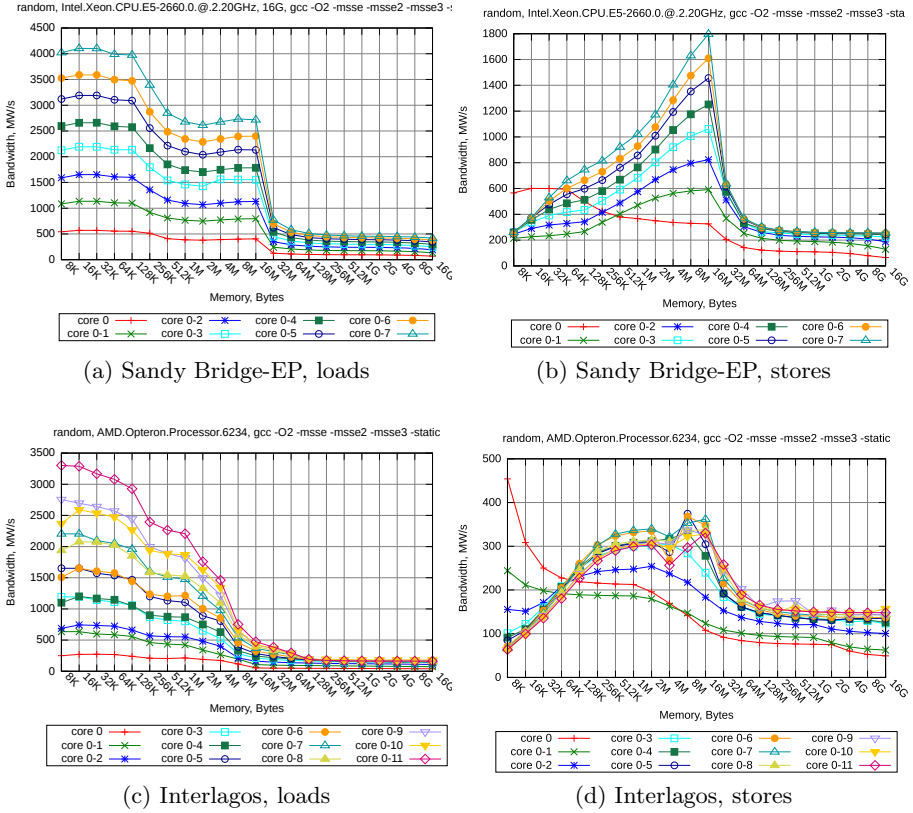 random, Intel.Xeon.CPU.E5-2660.0.@.2.20GHz, 16G, gcc -O2 -msse -msse2 -msse3 -s
4500
4000
3500
3000
2500
2000
1500
1000
500
0
Bandwidth, MW/s
8K 16K 32K 64K 128K 256K 512K 1M 2M 4M 8M 16M 32M 64M 128M 256M 512M 1G 2G 4G 8G 16G
Memory, Bytes
core 0 core 0-2 core 0-4 core 0-6
core 0-1 core 0-3 core 0-5 core 0-7
(a) Sandy Bridge-EP, loads
random, Intel.Xeon.CPU.E5-2660.0.@.2.20GHz, gcc -O2 -msse -msse2 -msse3 -sta
1800
1600
1400
1200
1000
800
600
400
200
0
Bandwidth, MW/s
8K 16K 32K 64K 128K 256K 512K 1M 2M 4M 8M 16M 32M 64M 128M 256M 512M 1G 2G 4G 8G 16G
Memory, Bytes
core 0 core 0-2 core 0-4 core 0-6
core 0-1 core 0-3 core 0-5 core 0-7
(b) Sandy Bridge-EP, stores
random, AMD.Opteron.Processor.6234, gcc -O2 -msse -msse2 -msse3 -static
3500
3000
2500
2000
1500
1000
500
0
Bandwidth, MW/s
8K 16K 32K 64K 128K 256K 512K 1M 2M 4M 8M 16M 32M 64M 128M 256M 512M 1G 2G 4G 8G 16G
Memory, Bytes
core 0 core 0-3 core 0-6 core 0-9
core 0-1 core 0-4 core 0-7 core 0-10
core 0-2 core 0-5 core 0-8 core 0-11
(c) Interlagos, loads
random, AMD.Opteron.Processor.6234, gcc -O2 -msse -msse2 -msse3 -static
500
400
300
200
100
0
Bandwidth, MW/s
8K 16K 32K 64K 128K 256K 512K 1M 2M 4M 8M 16M 32M 64M 128M 256M 512M 1G 2G 4G 8G 16G
Memory, Bytes
core 0 core 0-3 core 0-6 core 0-9
core 0-1 core 0-4 core 0-7 core 0-10
core 0-2 core 0-5 core 0-8 core 0-11
(d) Interlagos, stores